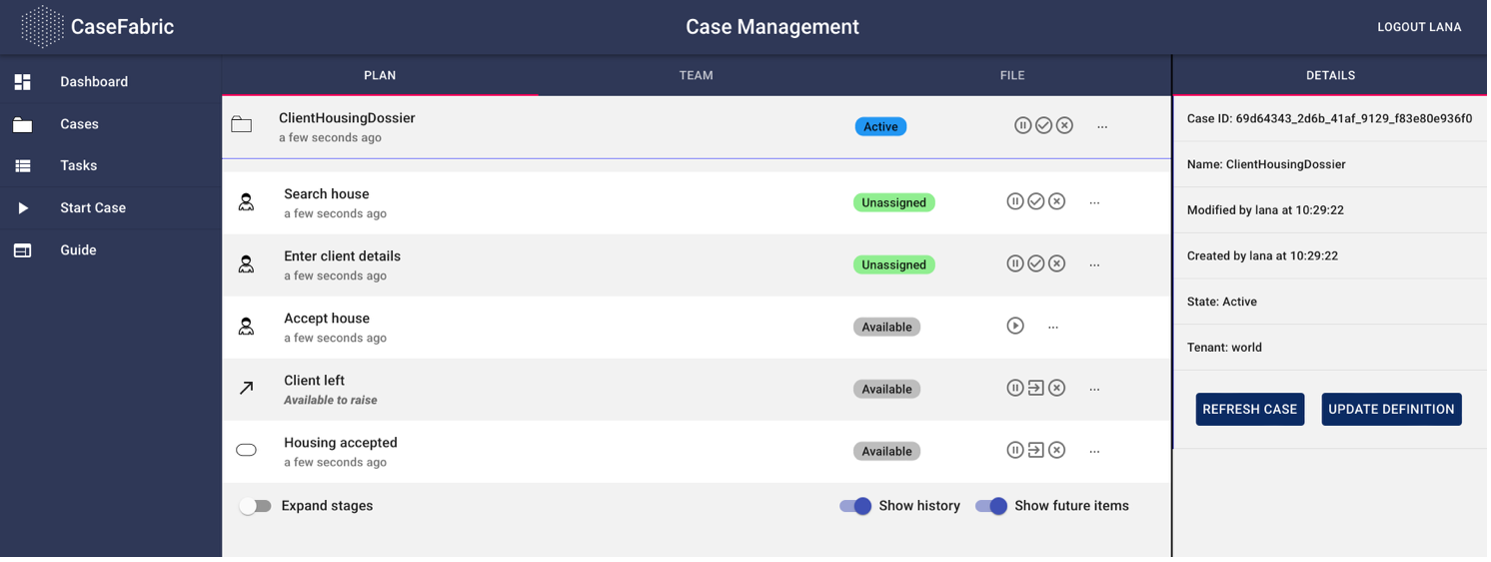 CaseFabric
Case Management
LOGOUT LANA
Dashboard
Cases
Tasks
Start Case
Guide
PLAN
TEAM
FILE
ClientHousingDossier
a few seconds ago
Active
...
Search house
a few seconds ago
Unassigned
...
Enter client details
a few seconds ago
Unassigned
...
Accept house
a few seconds ago
Available
...
Client left
Available to raise
Available
...
Housing accepted
a few seconds ago
Available
...
Expand stages
Show history
Show future items
DETAILS
Case ID: 69d64343_2d6b_41af_9129_f83e80e936f0
Name: ClientHousingDossier
Modified by lana at 10:29:22
Created by lana at 10:29:22
State: Active
Tenant: world
REFRESH CASE
UPDATE DEFINITION